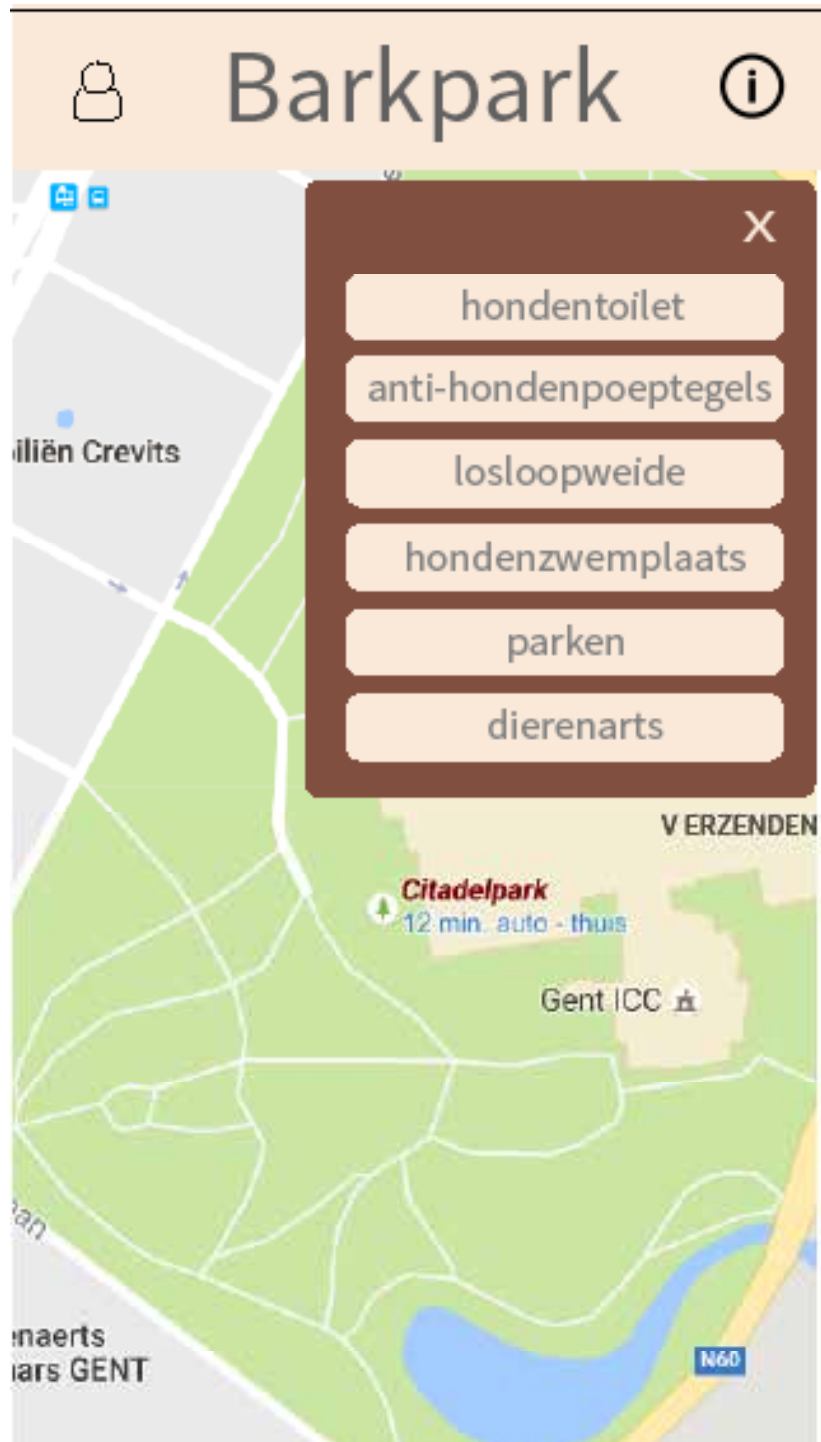 Barkpark
i
X
hondentoilet
anti-hondenpoeptegels
losloopweide
hondenzwemplaats
parken
dierenarts
iliën Crevits
V ERZENDEN
Citadelpark
12 min. auto - thuis
Gent ICC
an
enaerts
ars GENT
N60